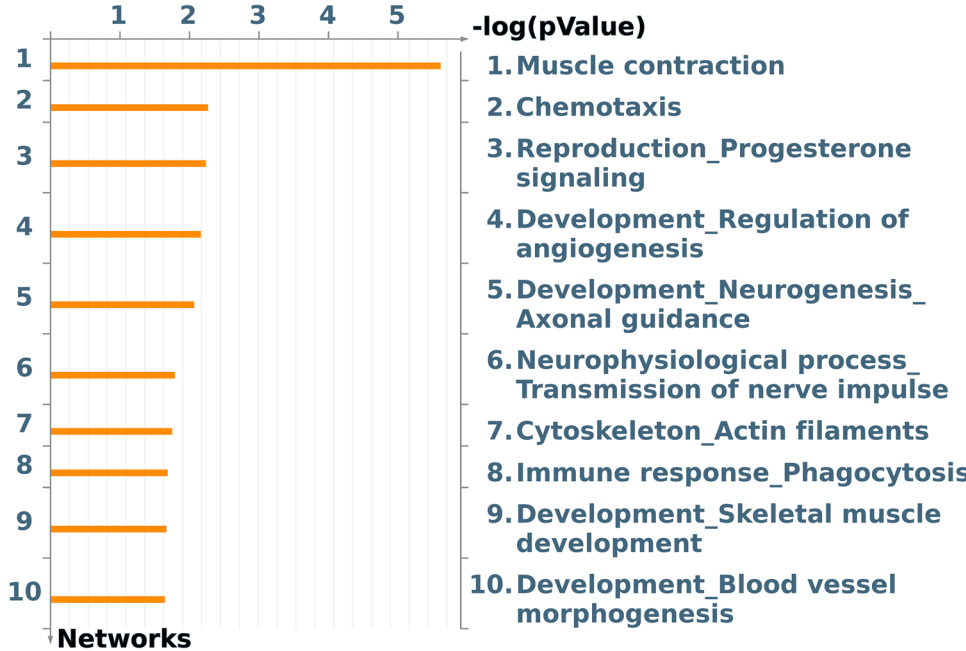 1 2 3 4 5
-log(pValue)
1 1. Muscle contraction
2 2. Chemotaxis
3 3. Reproduction_Progesterone
signaling
4 4. Development_Regulation of
angiogenesis
5 5. Development_Neurogenesis_
Axonal guidance
6 6. Neurophysiological process_
Transmission of nerve impulse
7 7. Cytoskeleton_Actin filaments
8 8. Immune response_Phagocytosis
9 9. Development_Skeletal muscle
development
10 10. Development_Blood vessel
morphogenesis
Networks